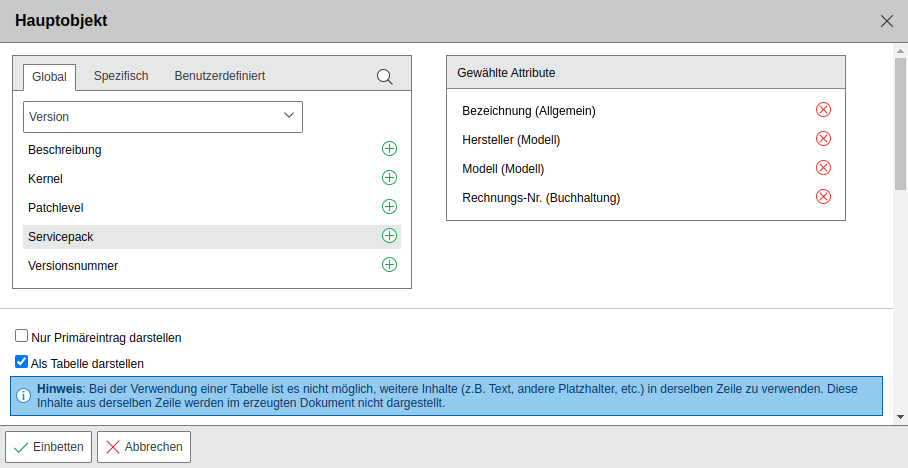 Hauptobjekt
Global Spezifisch Benutzerdefiniert
Version
Beschreibung
Kernel
Patchlevel
Servicepack
Versionsnummer
Gewählte Attribute
Bezeichnung (Allgemein)
Hersteller (Modell)
Modell (Modell)
Rechnungs-Nr. (Buchhaltung)
Nur Primäreintrag darstellen
Als Tabelle darstellen
Hinweis: Bei der Verwendung einer Tabelle ist es nicht möglich, weitere Inhalte (z.B. Text, andere Platzhalter, etc.) in derselben Zeile zu verwenden. Diese
Inhalte aus derselben Zeile werden im erzeugten Dokument nicht dargestellt.
Einbetten Abbrechen